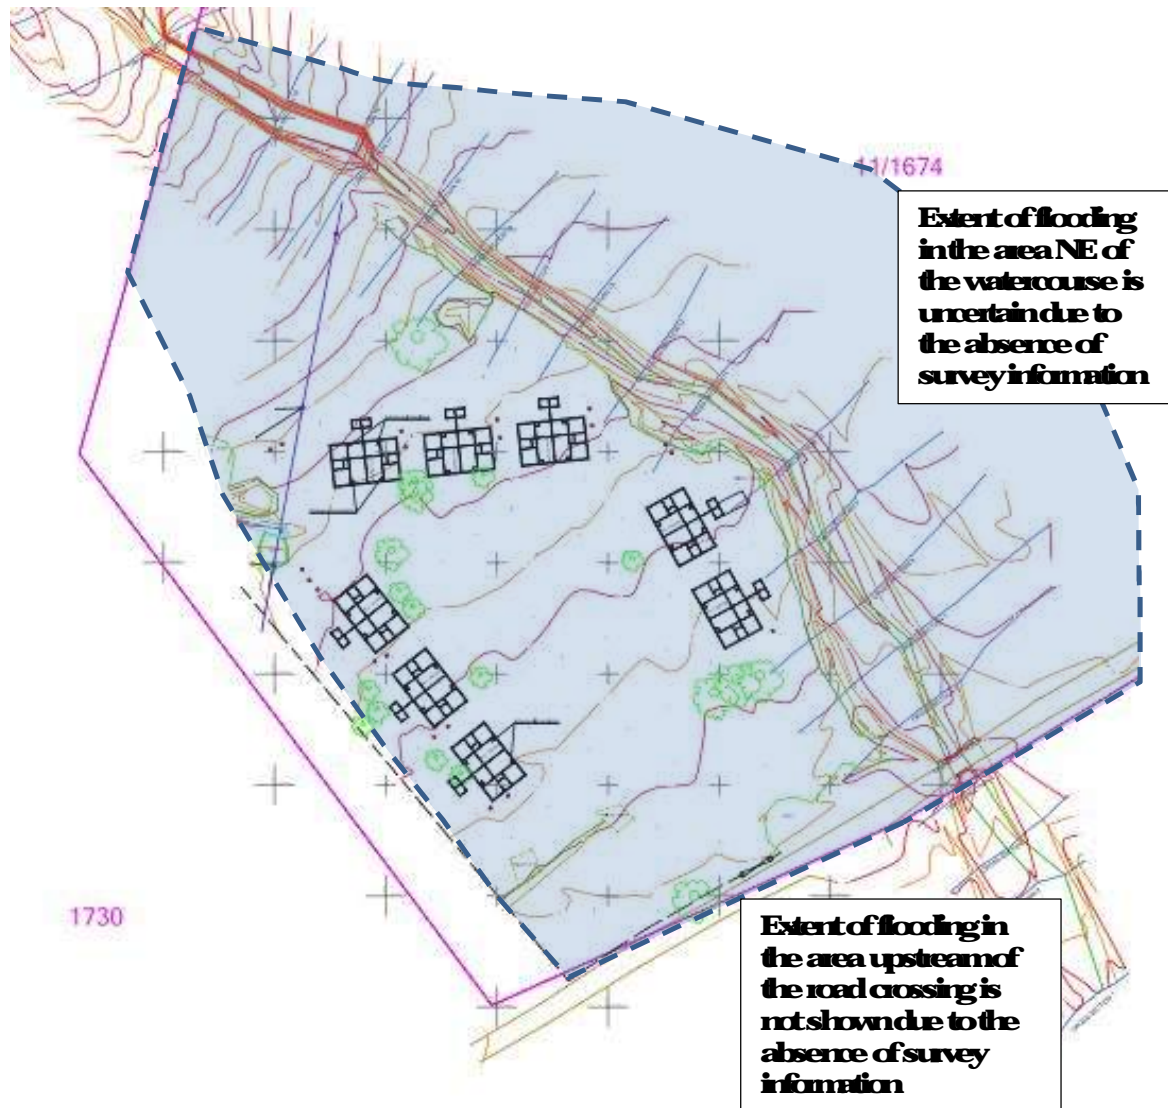 11/1674
Extent of flooding
in the area NE of
the watercourse is
uncertain due to
the absence of
survey information
1730
Extent of flooding in
the area upstream of
the road crossing is
not shown due to the
absence of survey
information